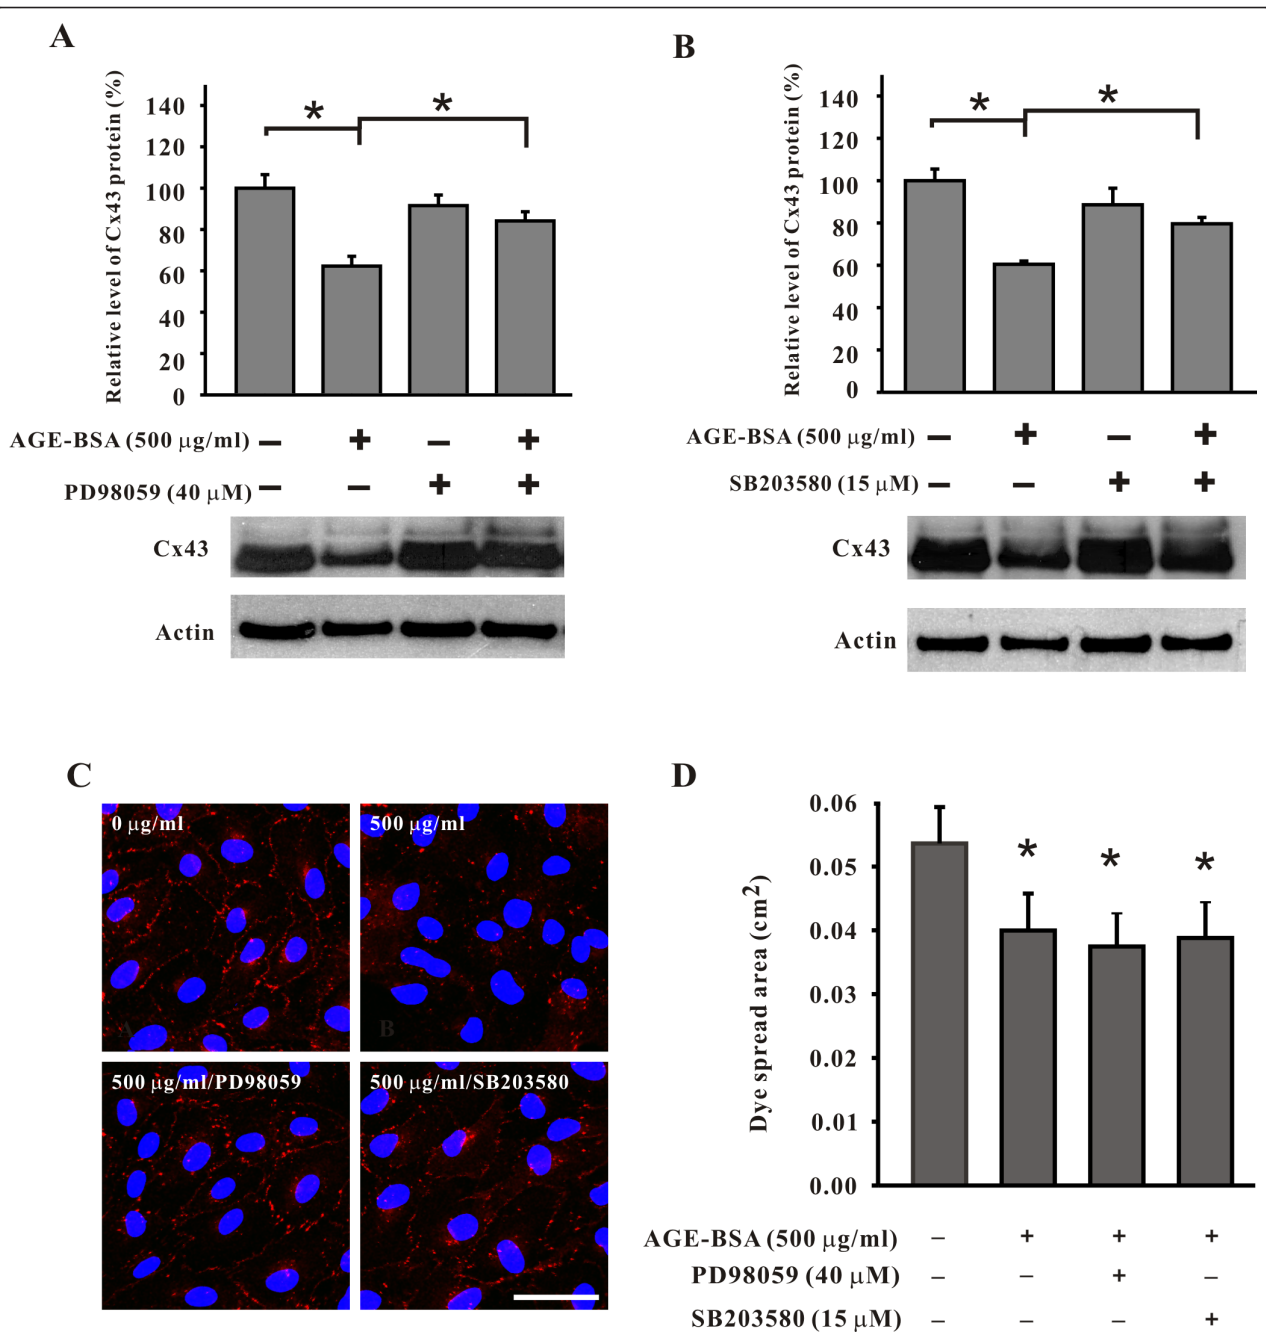 A
Relative level of Cx43 protein (%)
140
120
100
80
60
40
20
0
* *
AGE-BSA (500 μg/ml) – + – +
PD98059 (40 μM) – – + +
Cx43
Actin
B
Relative level of Cx43 protein (%)
140
120
100
80
60
40
20
0
* *
AGE-BSA (500 μg/ml) – + – +
SB203580 (15 μM) – – + +
Cx43
Actin
C
0 μg/ml
A
500 μg/ml
B
500 μg/ml/PD98059
500 μg/ml/SB203580
D
Dye spread area (cm²)
0.06
0.05
0.04
0.03
0.02
0.01
0.00
* * *
AGE-BSA (500 μg/ml) – + + +
PD98059 (40 μM) – – + –
SB203580 (15 μM) – – – +